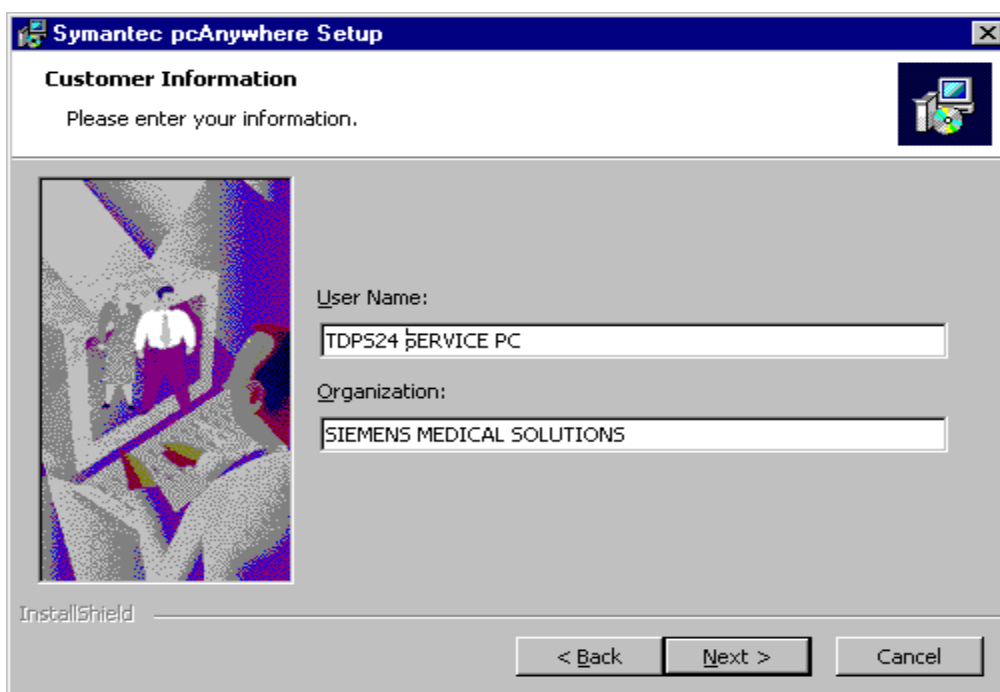 Symantec pcAnywhere Setup
Customer Information
Please enter your information.
User Name:
TDPS24 SERVICE PC
Organization:
SIEMENS MEDICAL SOLUTIONS
InstallShield
< Back
Next >
Cancel